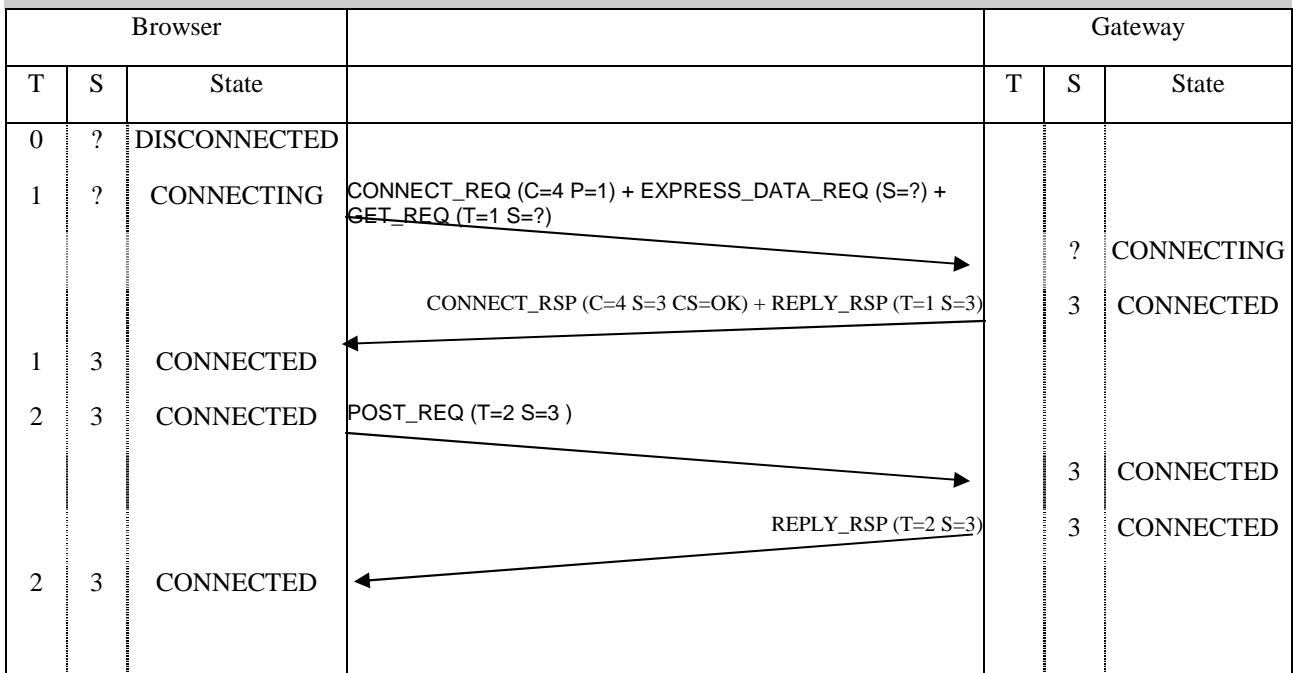 Browser Gateway
T S State T S State
0 ? DISCONNECTED
1 ? CONNECTING CONNECT_REQ (C=4 P=1) + EXPRESS_DATA_REQ (S=?) +
GET_REQ (T=1 S=?)
? CONNECTING
CONNECT_RSP (C=4 S=3 CS=OK) + REPLY_RSP (T=1 S=3) 3 CONNECTED
1 3 CONNECTED
2 3 CONNECTED POST_REQ (T=2 S=3 )
3 CONNECTED
REPLY_RSP (T=2 S=3) 3 CONNECTED
2 3 CONNECTED